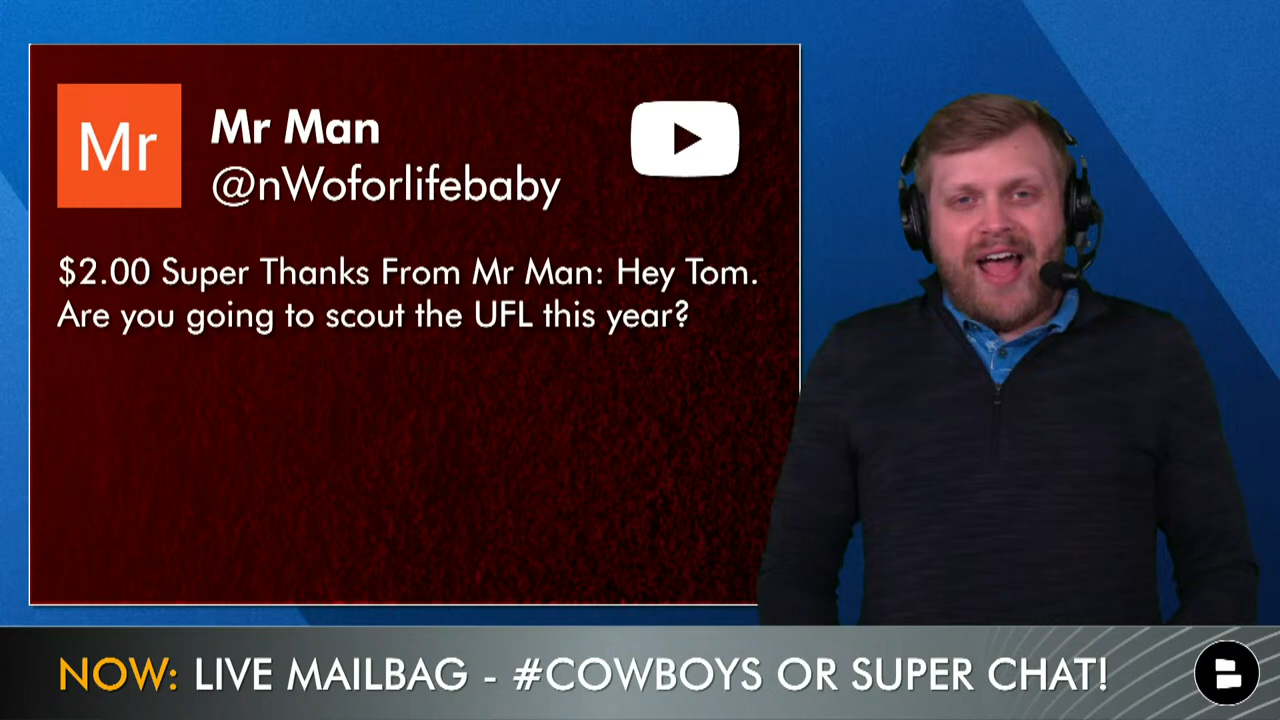 Mr
Mr Man
@nWoforlifebaby
$2.00 Super Thanks From Mr Man: Hey Tom.
Are you going to scout the UFL this year?
NOW: LIVE MAILBAG - #COWBOYS OR SUPER CHAT!